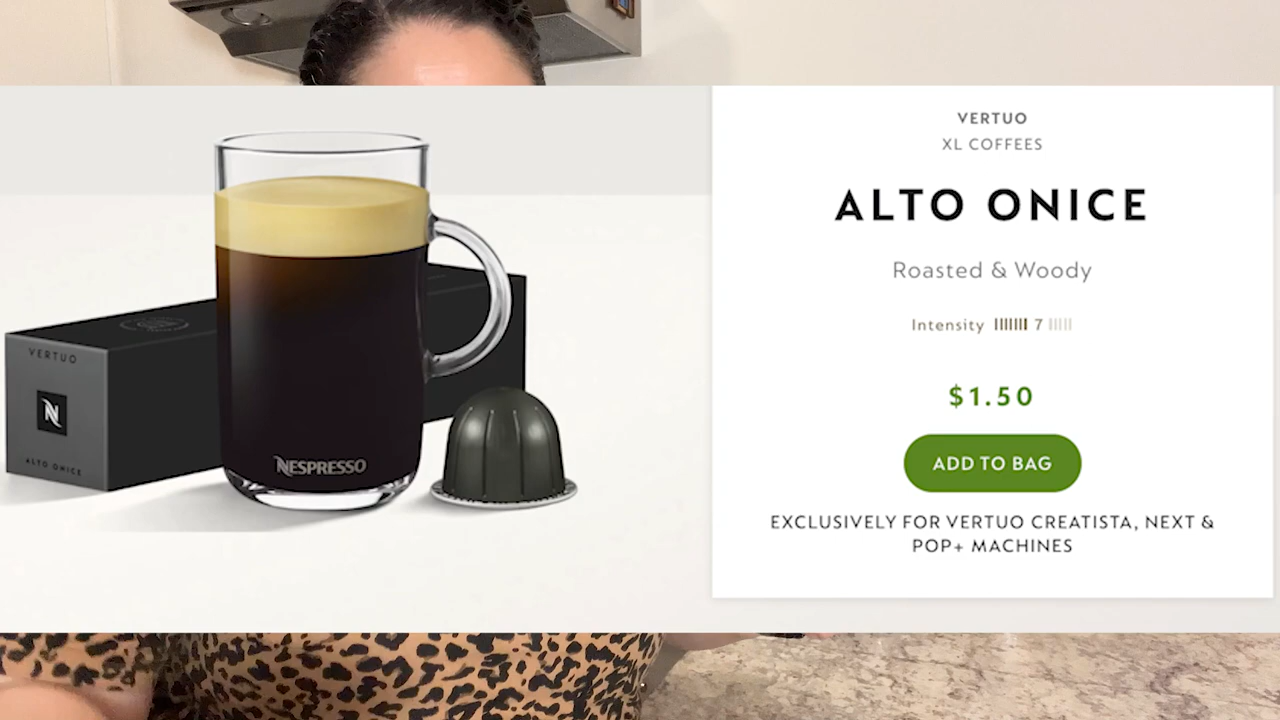 VERTUO
XL COFFEES
ALTO ONICE
Roasted & Woody
Intensity 7
$1.50
ADD TO BAG
EXCLUSIVELY FOR VERTUO CREATISTA, NEXT &
POP+ MACHINES
VERTUO
N
ALTO ONICE
NESPRESSO